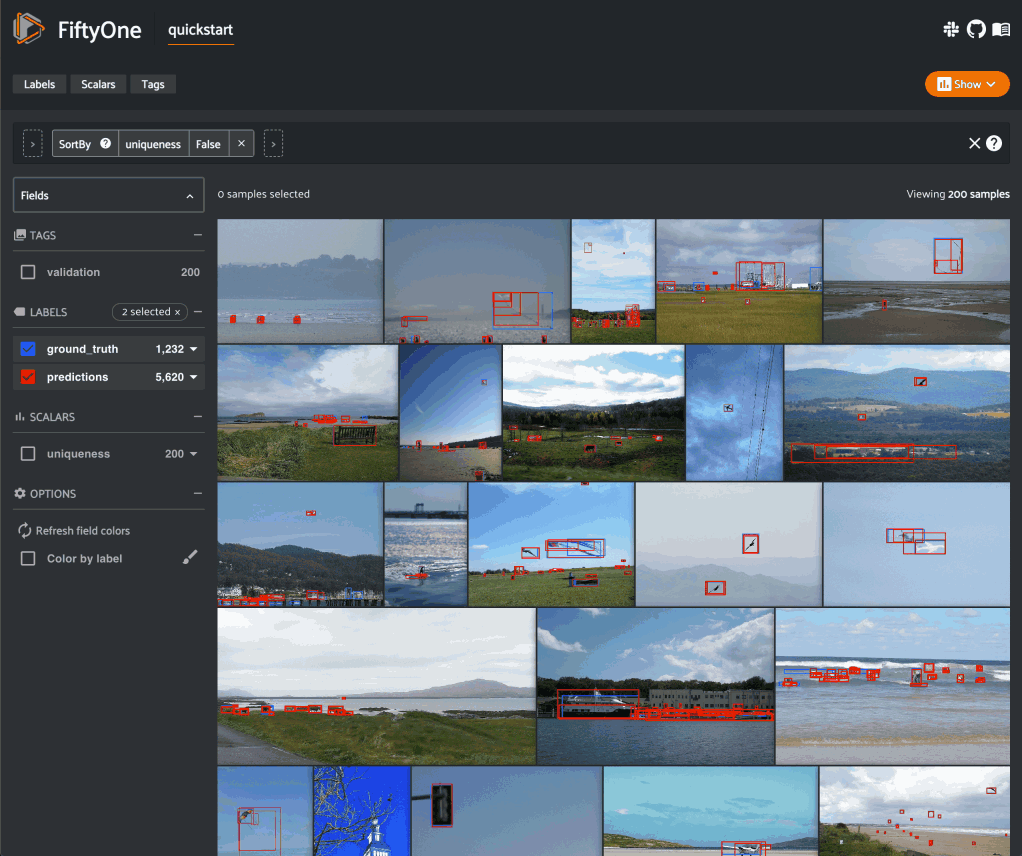 FiftyOne quickstart
Labels Scalars Tags Show
SortBy ? uniqueness False × 
Fields 0 samples selected Viewing 200 samples
TAGS
validation 200
LABELS 2 selected ×
ground_truth 1,232
predictions 5,620
SCALARS
uniqueness 200
OPTIONS
Refresh field colors
Color by label